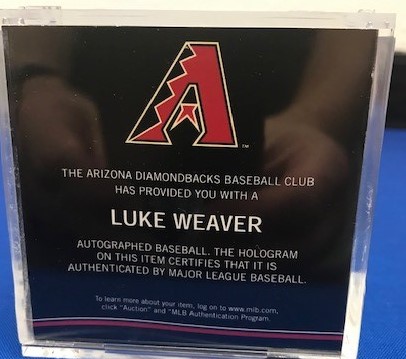 THE ARIZONA DIAMONDBACKS BASEBALL CLUB
HAS PROVIDED YOU WITH A
LUKE WEAVER
AUTOGRAPHED BASEBALL. THE HOLOGRAM
ON THIS ITEM CERTIFIES THAT IT IS
AUTHENTICATED BY MAJOR LEAGUE BASEBALL.
To learn more about your item, log on to www.mlb.com,
click "Auction" and "MLB Authentication Program.